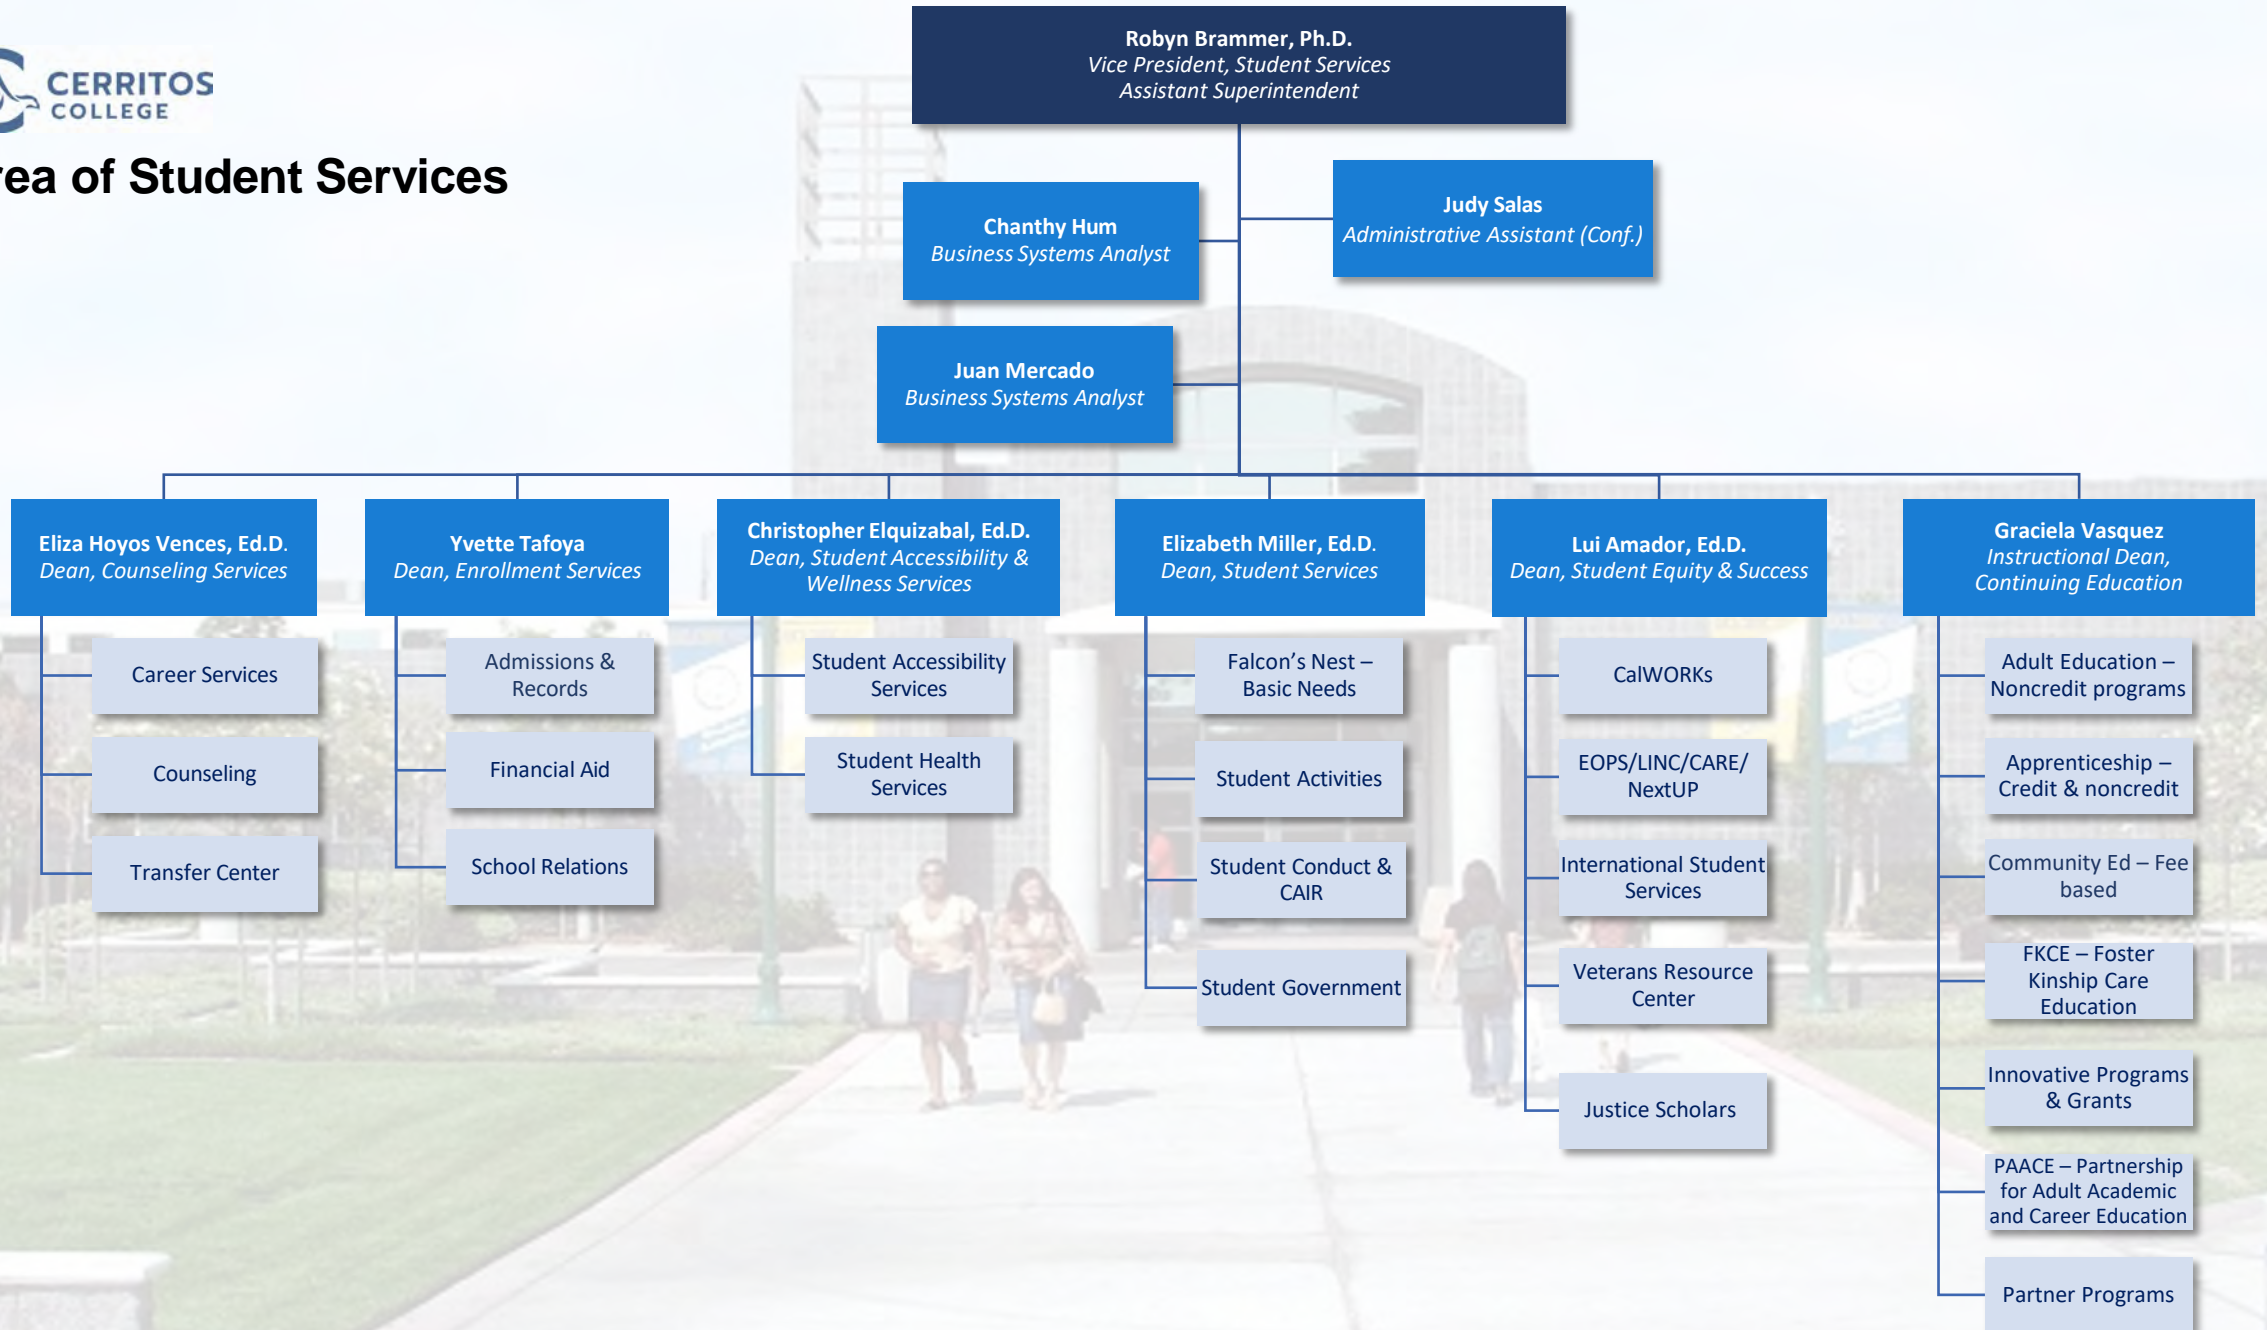 CERRITOS
COLLEGE
rea of Student Services
Robyn Brammer, Ph.D.
Vice President, Student Services
Assistant Superintendent
Chanthy Hum
Business Systems Analyst
Judy Salas
Administrative Assistant (Conf.)
Juan Mercado
Business Systems Analyst
Eliza Hoyos Vences, Ed.D.
Dean, Counseling Services
Career Services
Counseling
Transfer Center
Yvette Tafoya
Dean, Enrollment Services
Admissions &
Records
Financial Aid
School Relations
Christopher Elquizabal, Ed.D.
Dean, Student Accessibility &
Wellness Services
Student Accessibility
Services
Student Health
Services
Elizabeth Miller, Ed.D.
Dean, Student Services
Falcon’s Nest –
Basic Needs
Student Activities
Student Conduct &
CAIR
Student Government
Lui Amador, Ed.D.
Dean, Student Equity & Success
CalWORKs
EOPS/LINC/CARE/
NextUP
International Student
Services
Veterans Resource
Center
Justice Scholars
Graciela Vasquez
Instructional Dean,
Continuing Education
Adult Education –
Noncredit programs
Apprenticeship –
Credit & noncredit
Community Ed – Fee
based
FKCE – Foster
Kinship Care
Education
Innovative Programs
& Grants
PAACE – Partnership
for Adult Academic
and Career Education
Partner Programs